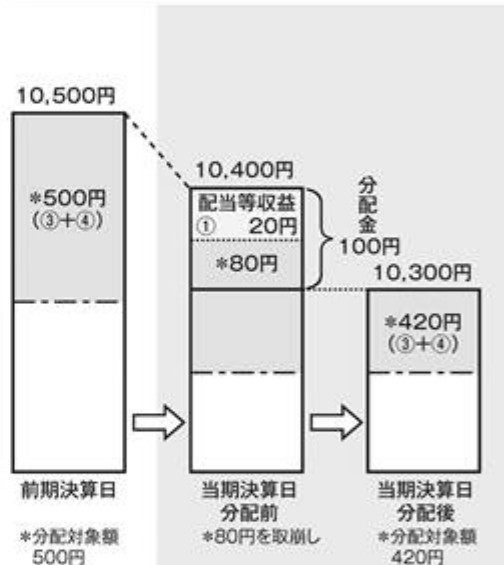 10,500円
*500円
(③+④)
10,400円
配当等収益
① 20円
*80円
分配金
100円
10,300円
*420円
(③+④)
前期決算日
*分配対象額
500円
当期決算日
分配前
*80円を取崩し
当期決算日
分配後
*分配対象額
420円